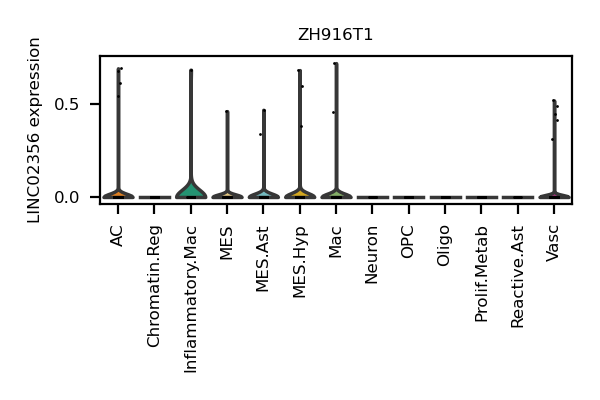 ZH916T1
LINC02356 expression
0.5
0.0
AC
Chromatin.Reg
Inflammatory.Mac
MES
MES.Ast
MES.Hyp
Mac
Neuron
OPC
Oligo
Prolif.Metab
Reactive.Ast
Vasc